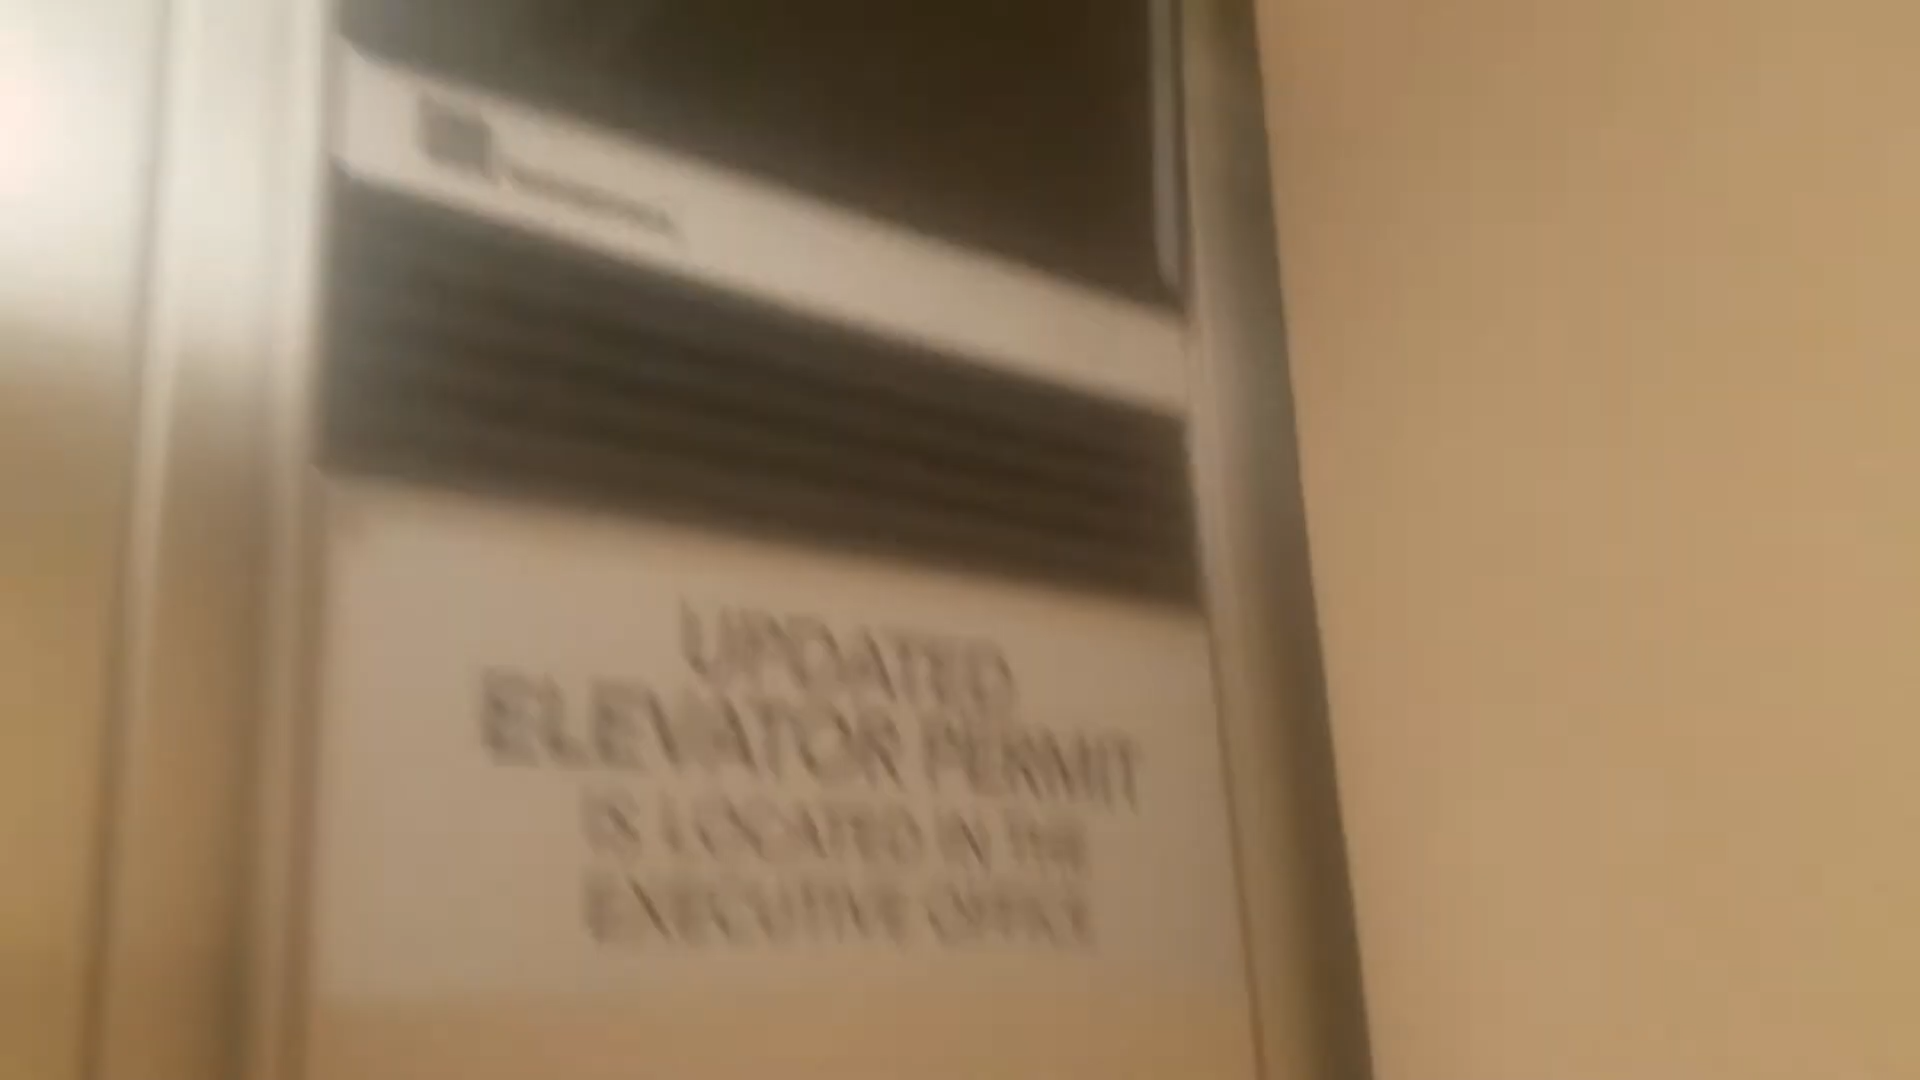 UPDATED
ELEVATOR PERMIT
IS LOCATED IN THE
EXECUTIVE OFFICE